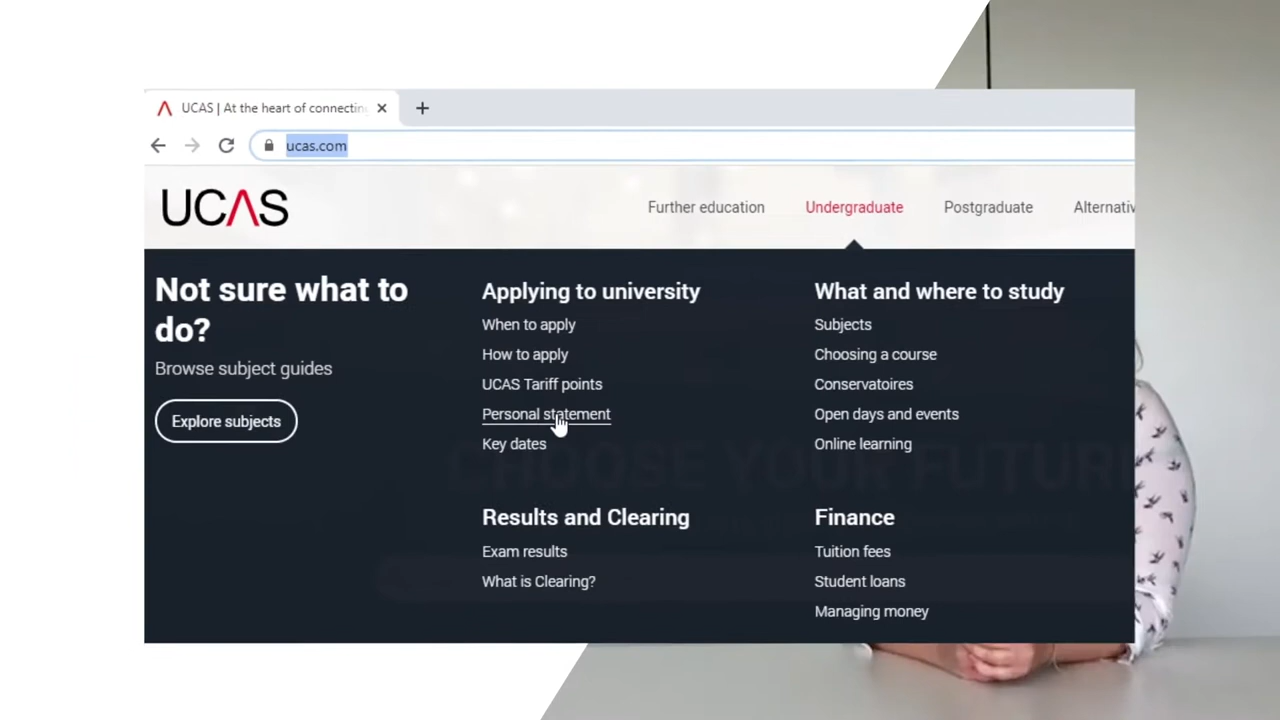 UCAS | At the heart of connectin
ucas.com
UCAS
Further education
Undergraduate
Postgraduate
Alternativ
Not sure what to
do?
Browse subject guides
Explore subjects
Applying to university
When to apply
How to apply
UCAS Tariff points
Personal statement
Key dates
What and where to study
Subjects
Choosing a course
Conservatoires
Open days and events
Online learning
CHOOSE YOUR FUTURE
Results and Clearing
Exam results
What is Clearing?
Finance
Tuition fees
Student loans
Managing money